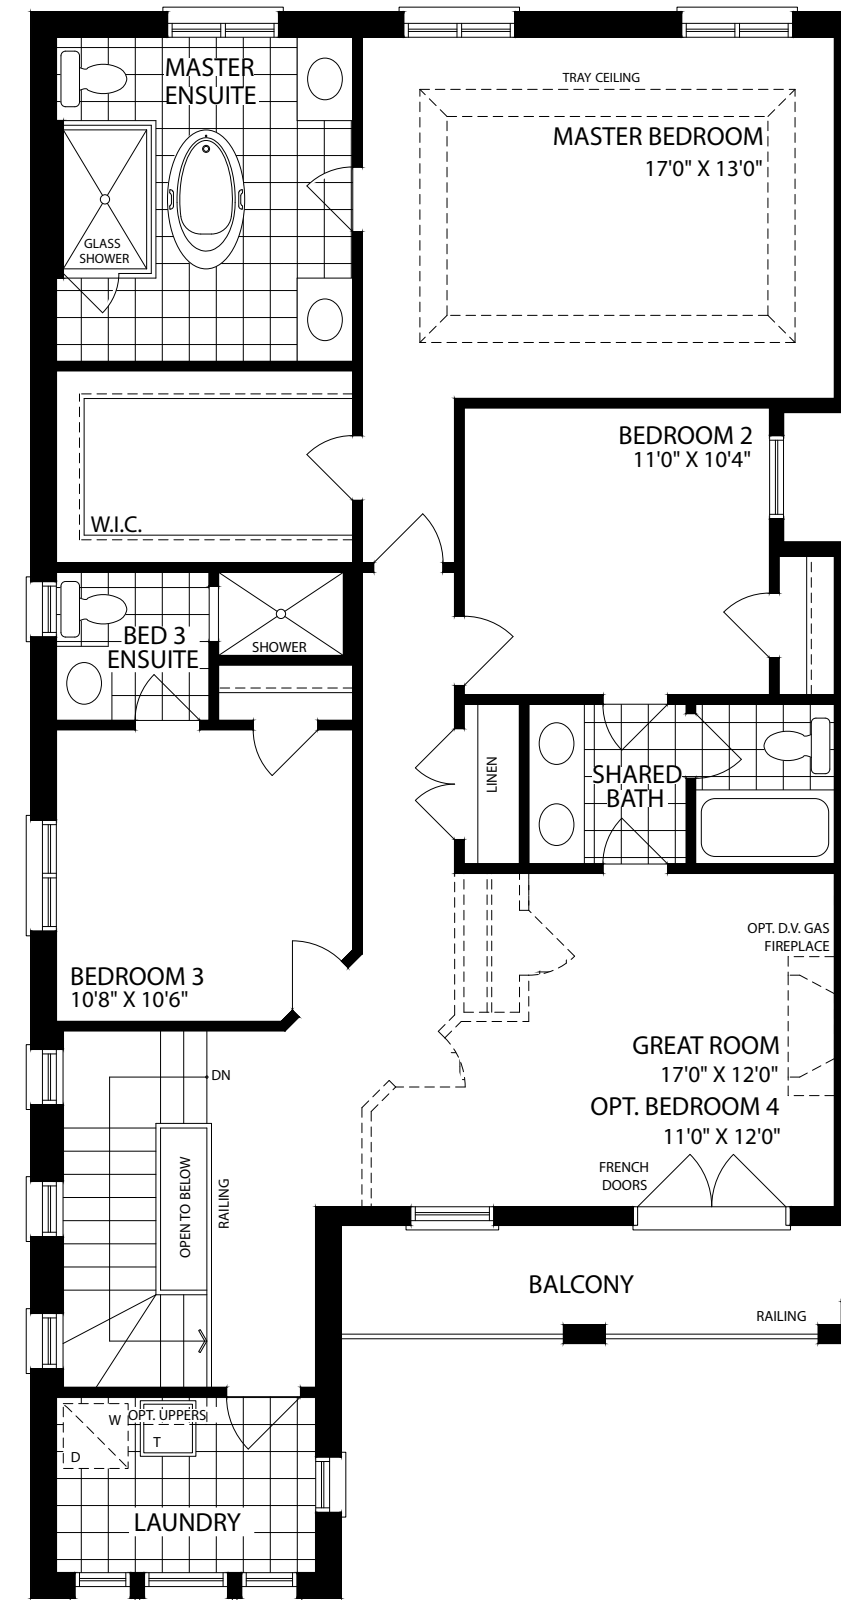 MASTER
ENSUITE
TRAY CEILING
MASTER BEDROOM
17'0" X 13'0"
GLASS
SHOWER
BEDROOM 2
11'0" X 10'4"
W.I.C.
BED 3
ENSUITE
SHOWER
LINEN
SHARED
BATH
OPT. D.V. GAS
FIREPLACE
BEDROOM 3
10'8" X 10'6"
GREAT ROOM
17'0" X 12'0"
OPT. BEDROOM 4
11'0" X 12'0"
DN
FRENCH
DOORS
OPEN TO BELOW
RAILING
BALCONY
RAILING
W
OPT. UPPERS
T
D
LAUNDRY